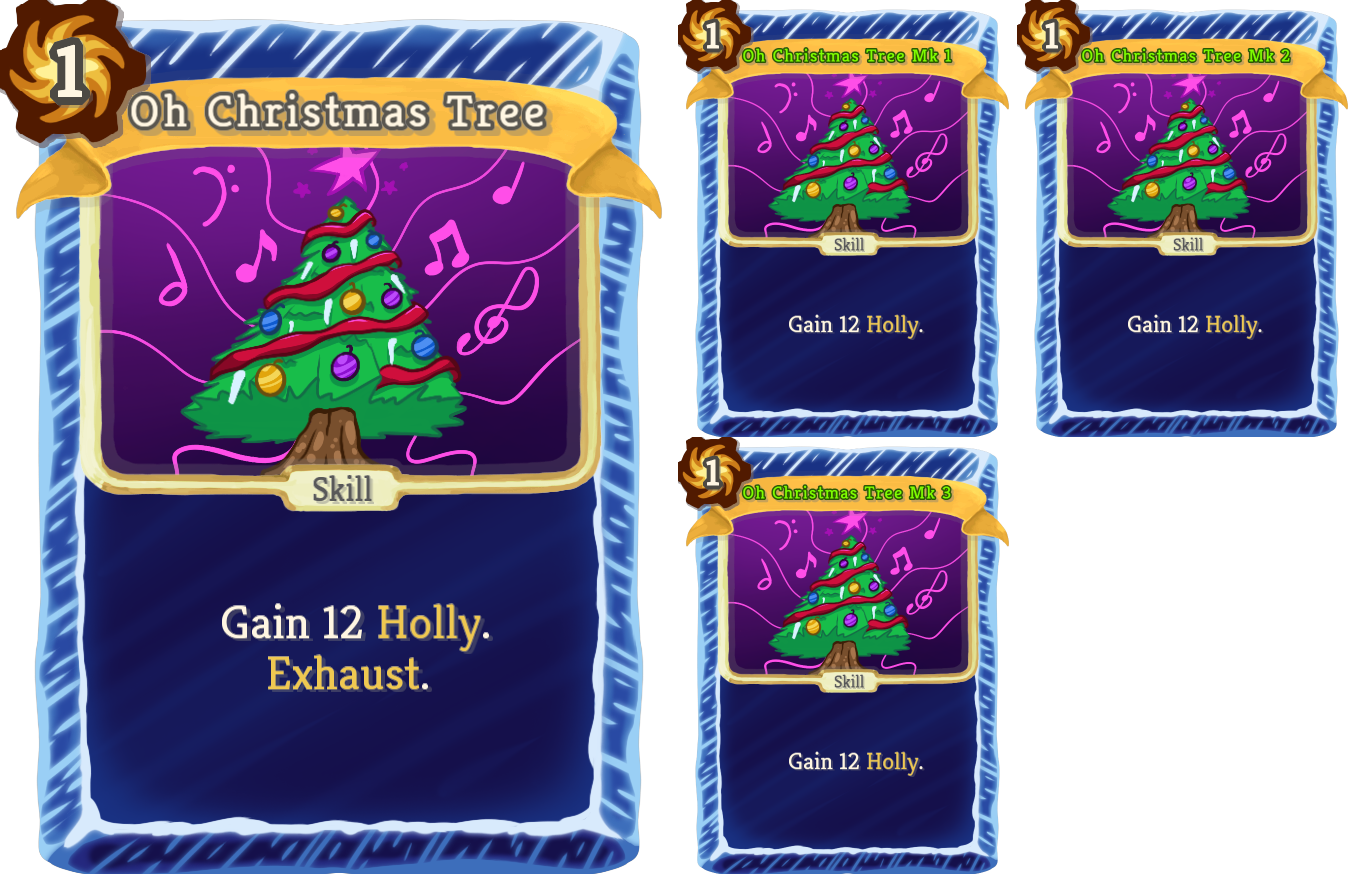 1
Oh Christmas Tree
Skill
Gain 12 Holly.
Exhaust.
1
Oh Christmas Tree Mk 1
Skill
Gain 12 Holly.
1
Oh Christmas Tree Mk 2
Skill
Gain 12 Holly.
1
Oh Christmas Tree Mk 3
Skill
Gain 12 Holly.